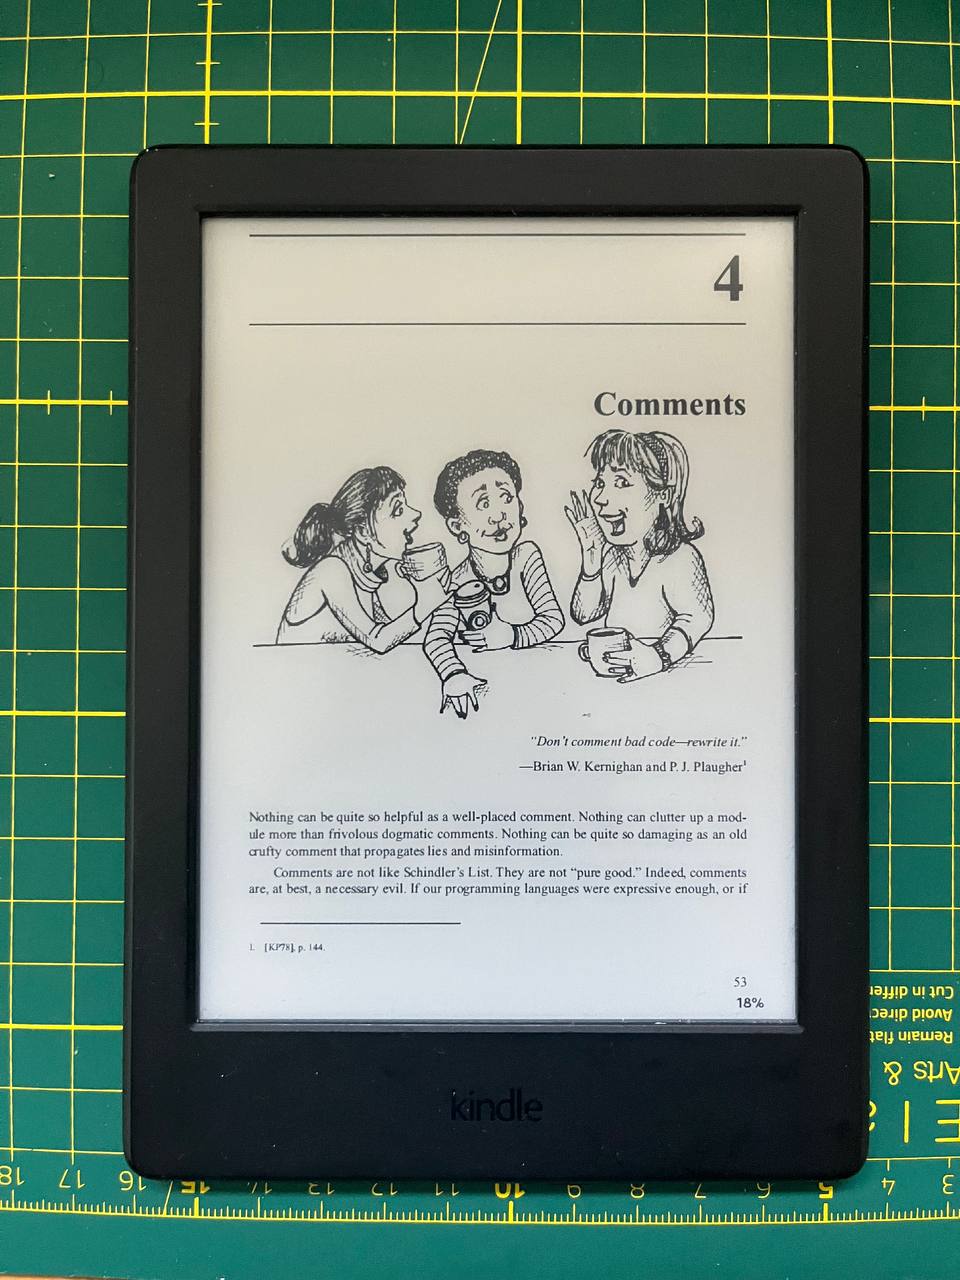 4
Comments
"Don't comment bad code—rewrite it."
—Brian W. Kernighan and P. J. Plaugher¹
Nothing can be quite so helpful as a well-placed comment. Nothing can clutter up a mod-
ule more than frivolous dogmatic comments. Nothing can be quite so damaging as an old
crufty comment that propagates lies and misinformation.
Comments are not like Schindler's List. They are not "pure good." Indeed, comments
are, at best, a necessary evil. If our programming languages were expressive enough, or if
1. [KP78], p. 144.
53
18%
kindle
Cut in differ
Avoid direc
Remain flat
Arts &
18 17 16 15 14 13 12 11 10 9 8 7 6 5 4 3